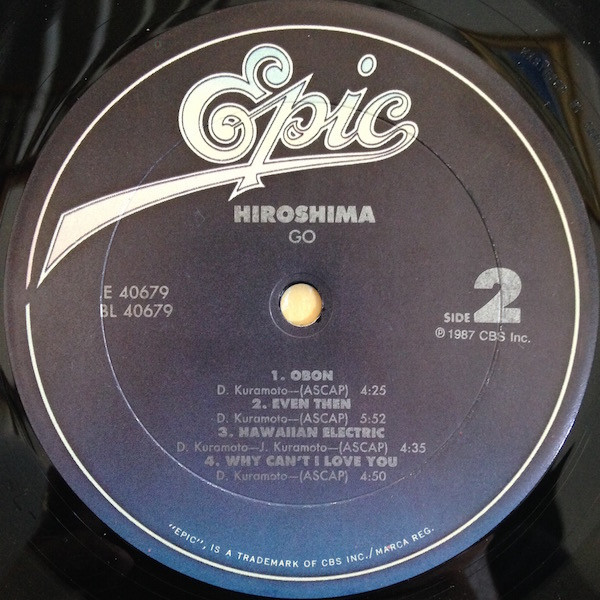 Epic
HIROSHIMA
GO
E 40679
BL 40679
SIDE 2
℗ 1987 CBS Inc.
1. OBON
D. Kuramoto—(ASCAP) 4:25
2. EVEN THEN
D. Kuramoto—(ASCAP) 5:52
3. HAWAIIAN ELECTRIC
D. Kuramoto—J. Kuramoto—(ASCAP) 4:35
4. WHY CAN'T I LOVE YOU
D. Kuramoto—(ASCAP) 4:50
"EPIC", IS A TRADEMARK OF CBS INC./MARCA REG.